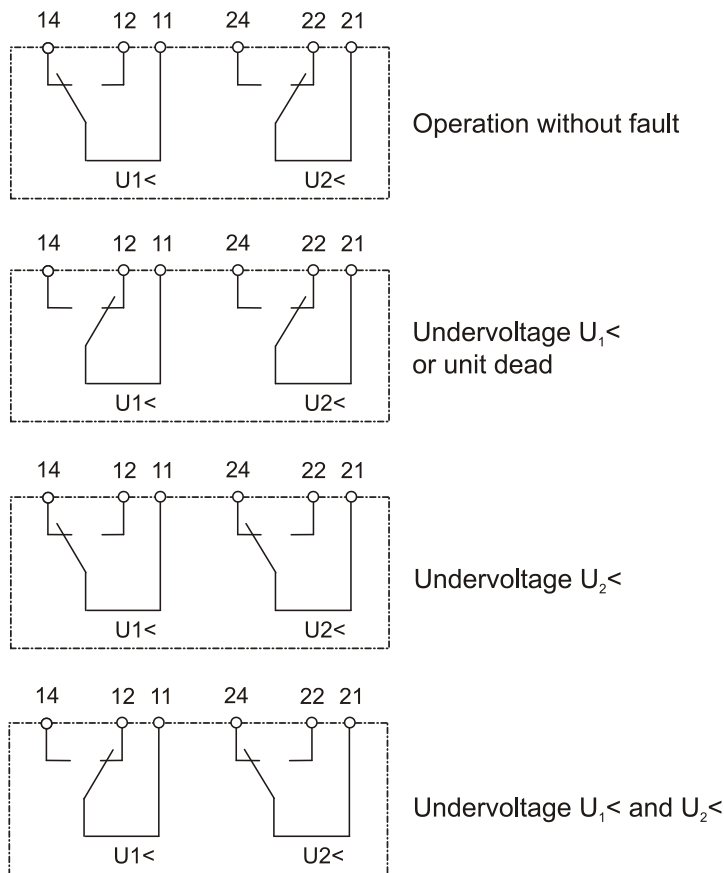 14 12 11 24 22 21
Operation without fault
U1< U2<
14 12 11 24 22 21
Undervoltage U₁<
or unit dead
U1< U2<
14 12 11 24 22 21
Undervoltage U₂<
U1< U2<
14 12 11 24 22 21
Undervoltage U₁< and U₂<
U1< U2<